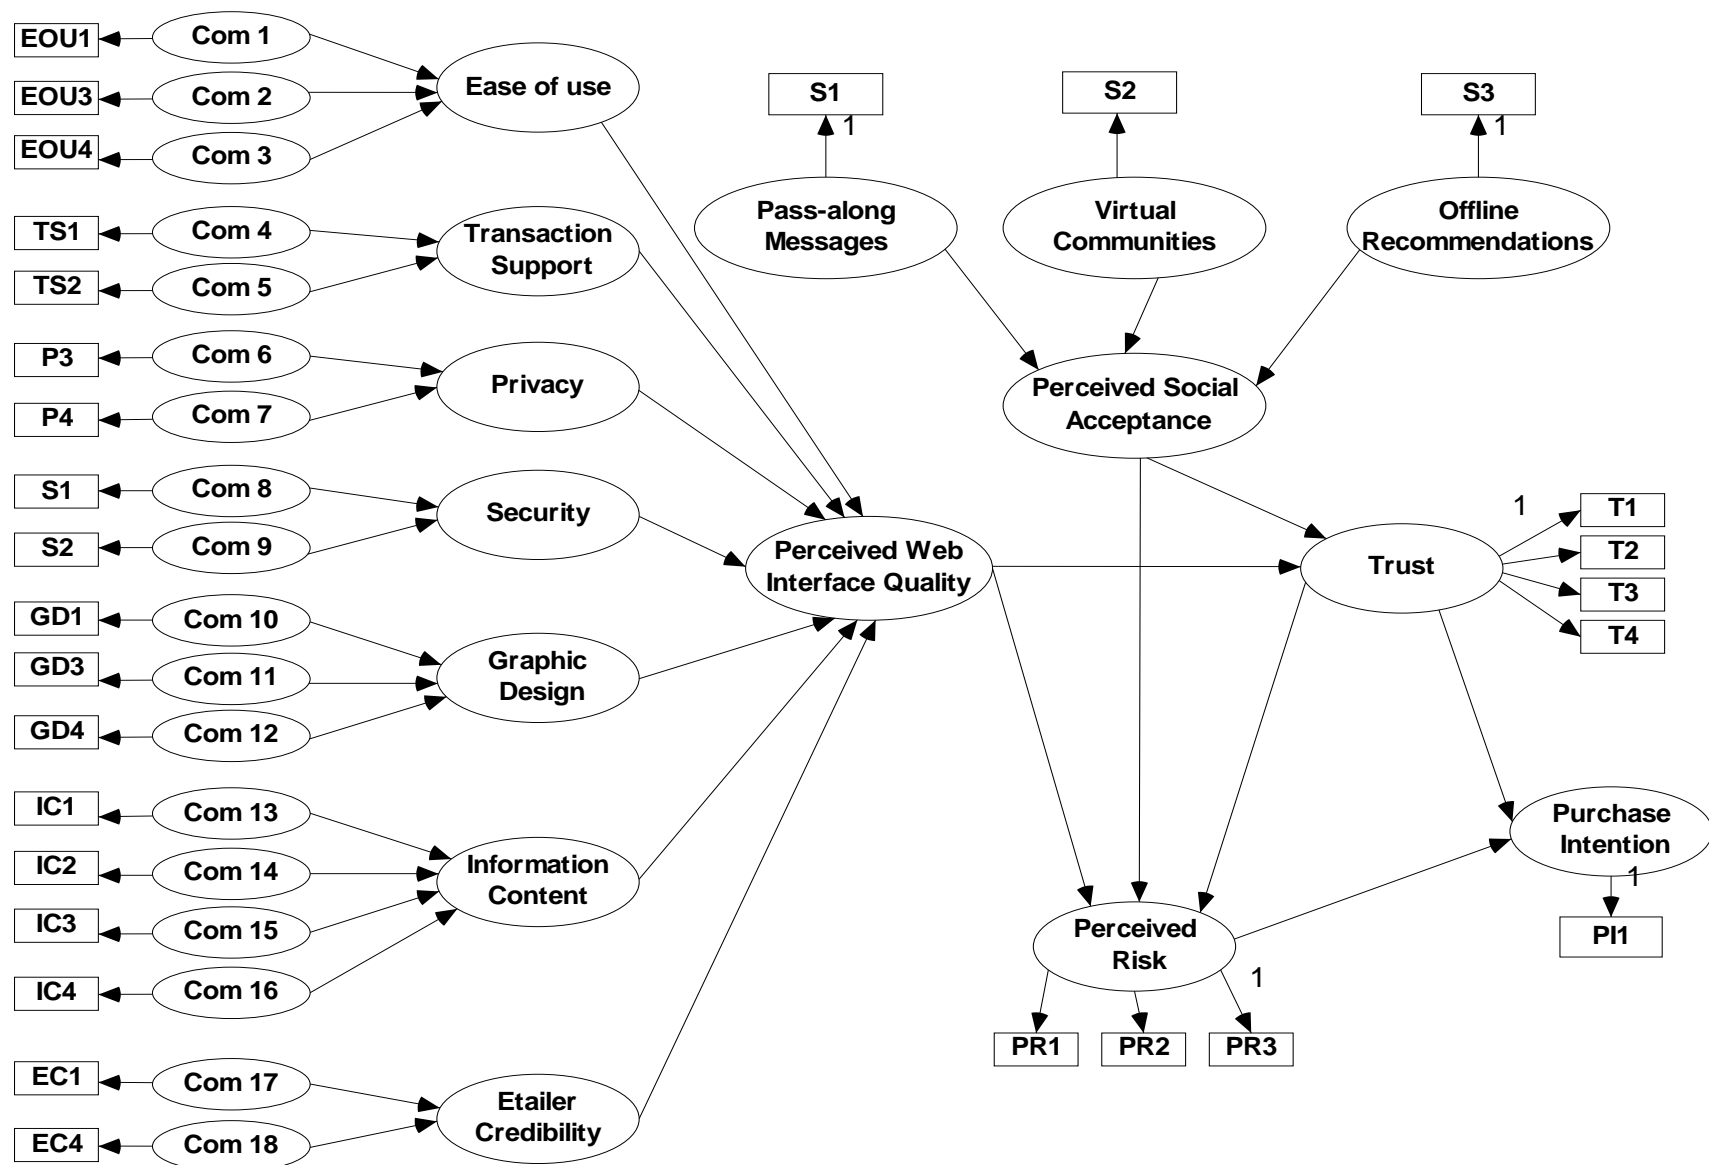 EOU1
Com 1
EOU3
Com 2
EOU4
Com 3
Ease of use
TS1
Com 4
TS2
Com 5
Transaction
Support
P3
Com 6
P4
Com 7
Privacy
S1
Com 8
S2
Com 9
Security
GD1
Com 10
GD3
Com 11
GD4
Com 12
Graphic
Design
IC1
Com 13
IC2
Com 14
IC3
Com 15
IC4
Com 16
Information
Content
EC1
Com 17
EC4
Com 18
Etailer
Credibility
Perceived Web
Interface Quality
S1
1
Pass-along
Messages
S2
Virtual
Communities
S3
1
Offline
Recommendations
Perceived Social
Acceptance
Trust
1
T1
T2
T3
T4
Purchase
Intention
1
PI1
Perceived
Risk
1
PR1
PR2
PR3